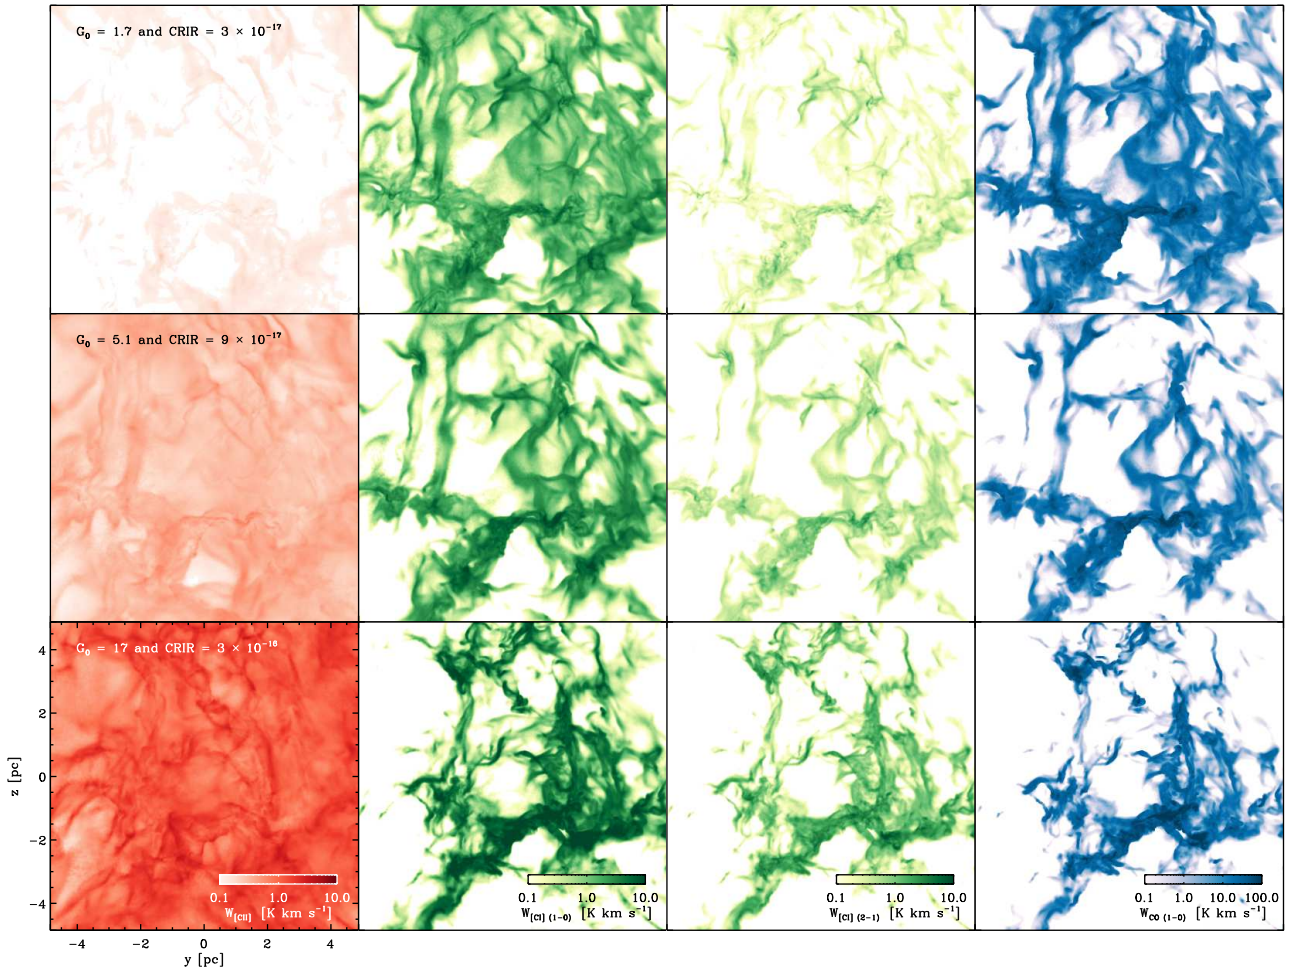 G₀ = 1.7 and CRIR = 3 × 10⁻¹⁷
G₀ = 5.1 and CRIR = 9 × 10⁻¹⁷
G₀ = 17 and CRIR = 3 × 10⁻¹⁶
4
2
0
−2
−4
z [pc]
0.1 1.0 10.0
W[CII] [K km s⁻¹]
0.1 1.0 10.0
W[CI] (1−0) [K km s⁻¹]
0.1 1.0 10.0
W[CI] (2−1) [K km s⁻¹]
0.1 1.0 10.0 100.0
WCO (1−0) [K km s⁻¹]
−4 −2 0 2 4
y [pc]